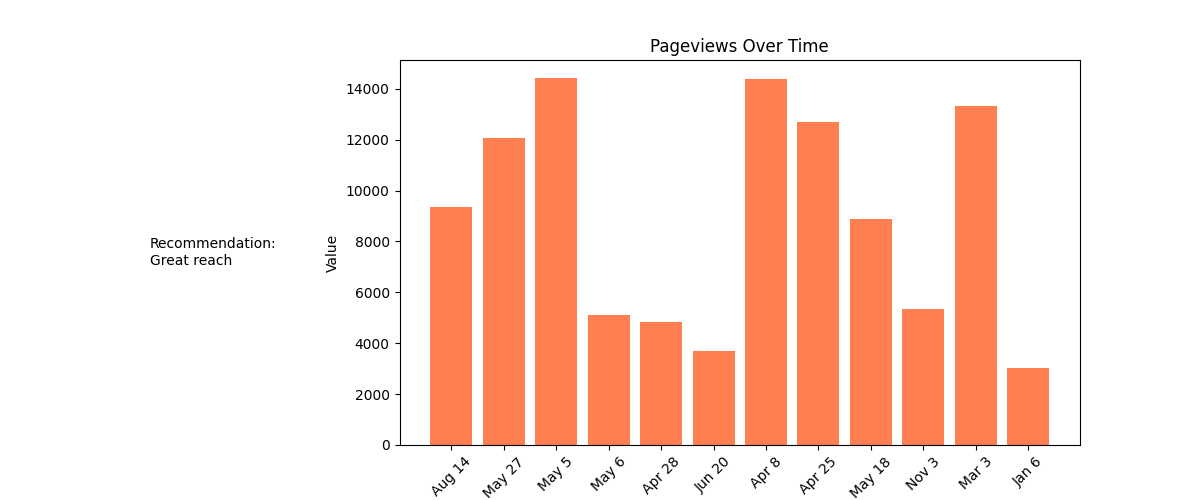 Pageviews Over Time
Recommendation:
Great reach
Value
14000
12000
10000
8000
6000
4000
2000
0
Aug 14
May 27
May 5
May 6
Apr 28
Jun 20
Apr 8
Apr 25
May 18
Nov 3
Mar 3
Jan 6